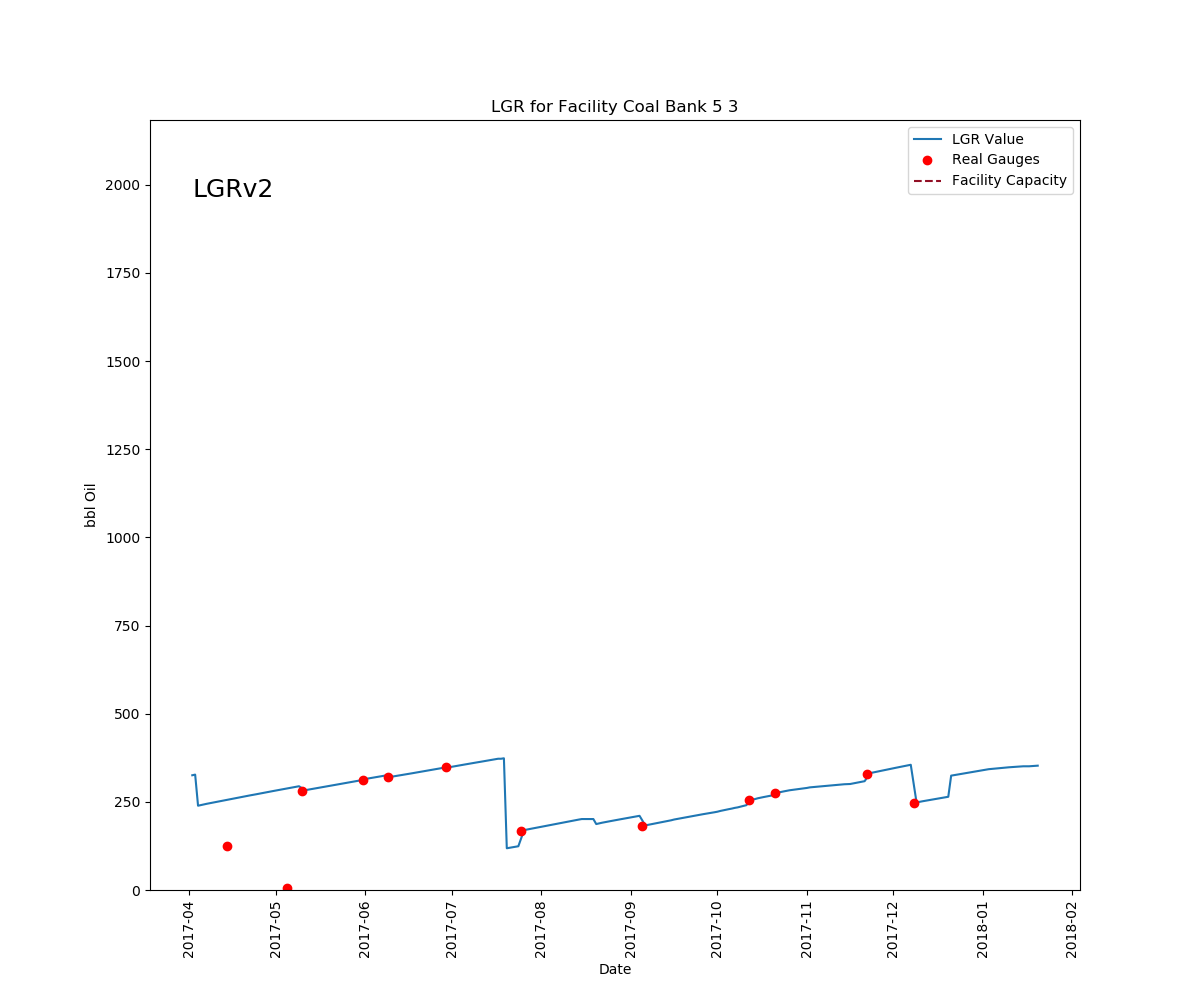 LGR for Facility Coal Bank 5 3
LGRv2
LGR Value
Real Gauges
Facility Capacity
2000
1750
1500
1250
1000
750
500
250
0
bbl Oil
2017-04
2017-05
2017-06
2017-07
2017-08
2017-09
2017-10
2017-11
2017-12
2018-01
2018-02
Date